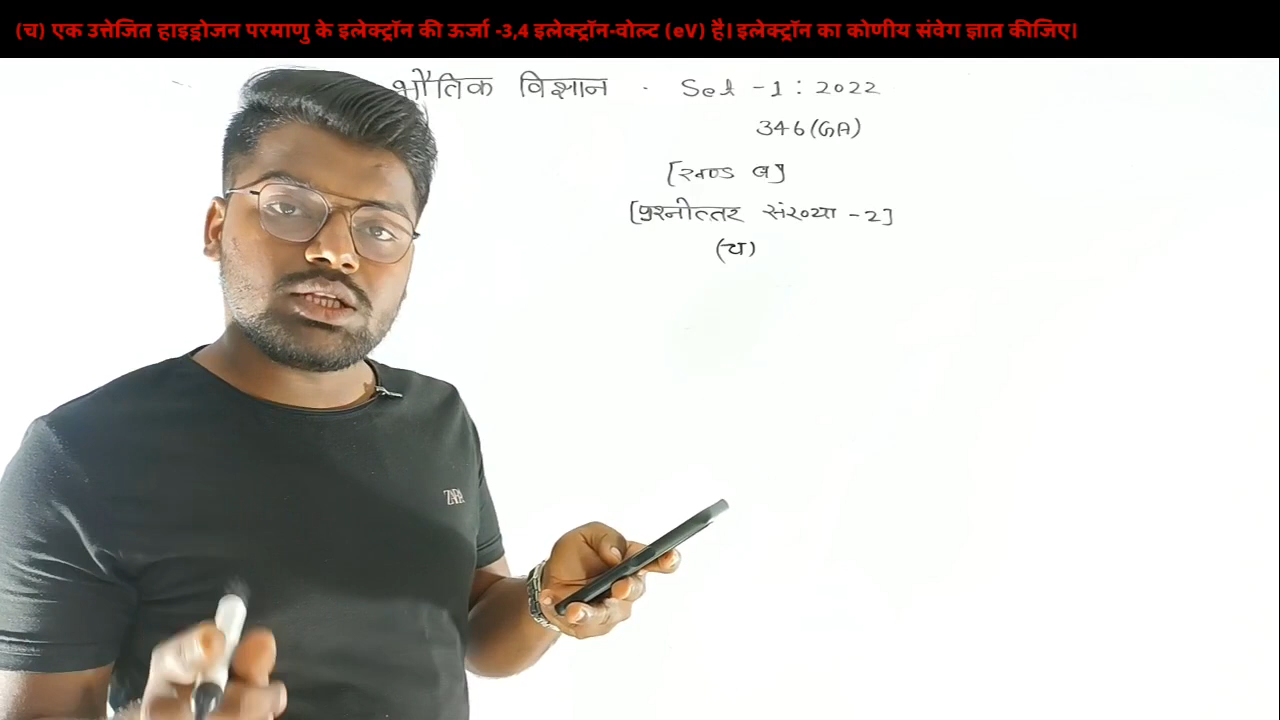 (च) एक उत्तेजित हाइड्रोजन परमाणु के इलेक्ट्रॉन की ऊर्जा -3,4 इलेक्ट्रॉन-वोल्ट (eV) है। इलेक्ट्रॉन का कोणीय संवेग ज्ञात कीजिए।
भौतिक विज्ञान . Set -1 : 2022
346 (GA)
[खण्ड ब]
[प्रश्नोत्तर संख्या -2]
(च)
ZARA